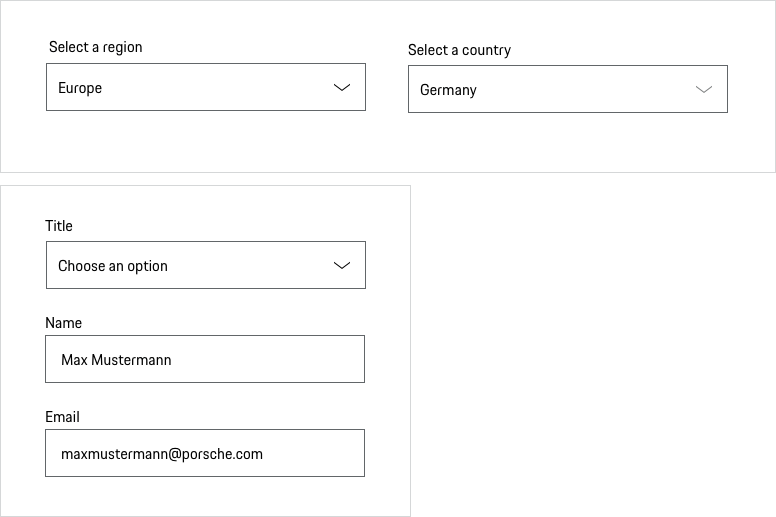 Select a region
Select a country
Europe
Germany
Title
Choose an option
Name
Max Mustermann
Email
maxmustermann@porsche.com